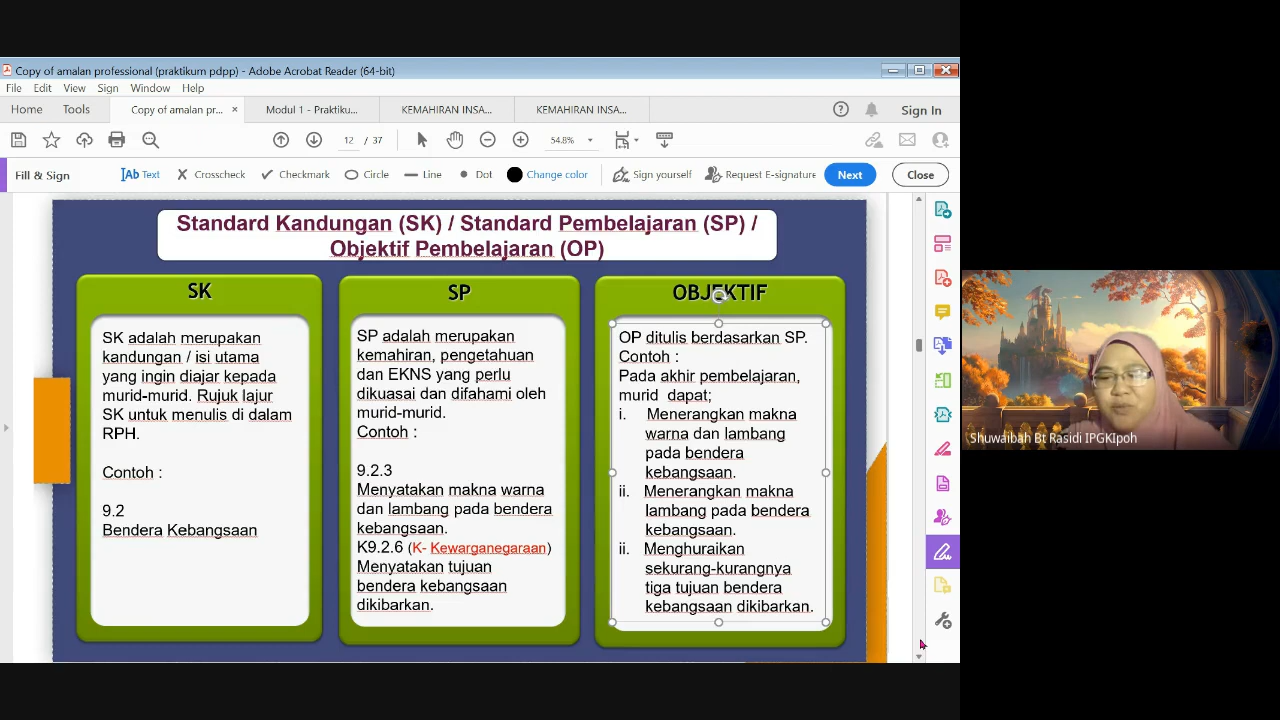 Copy of amalan professional (praktikum pdpp) - Adobe Acrobat Reader (64-bit)
File Edit View Sign Window Help
Home Tools Copy of amalan pr... × Modul 1 - Praktiku... KEMAHIRAN INSA... KEMAHIRAN INSA... Sign In
12 / 37 54.8%
Fill & Sign Ab Text Crosscheck Checkmark Circle Line Dot Change color Sign yourself Request E-signature Next Close
Standard Kandungan (SK) / Standard Pembelajaran (SP) /
Objektif Pembelajaran (OP)
SK
SK adalah merupakan
kandungan / isi utama
yang ingin diajar kepada
murid-murid. Rujuk lajur
SK untuk menulis di dalam
RPH.
Contoh :
9.2
Bendera Kebangsaan
SP
SP adalah merupakan
kemahiran, pengetahuan
dan EKNS yang perlu
dikuasai dan difahami oleh
murid-murid.
Contoh :
9.2.3
Menyatakan makna warna
dan lambang pada bendera
kebangsaan.
K9.2.6 (K- Kewarganegaraan)
Menyatakan tujuan
bendera kebangsaan
dikibarkan.
OBJEKTIF
OP ditulis berdasarkan SP.
Contoh :
Pada akhir pembelajaran,
murid dapat;
i. Menerangkan makna
warna dan lambang
pada bendera
kebangsaan.
ii. Menerangkan makna
lambang pada bendera
kebangsaan.
ii. Menghuraikan
sekurang-kurangnya
tiga tujuan bendera
kebangsaan dikibarkan.
Shuwaibah Bt Rasidi IPGKIpoh